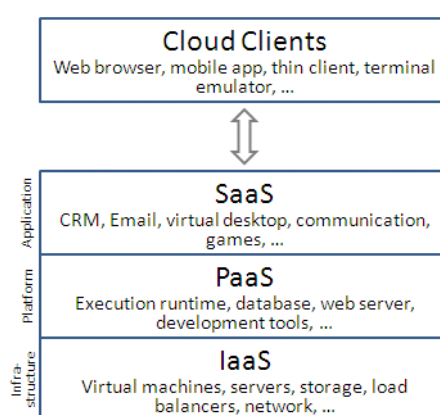 Cloud Clients
Web browser, mobile app, thin client, terminal
emulator, ...
Application
SaaS
CRM, Email, virtual desktop, communication,
games, ...
Platform
PaaS
Execution runtime, database, web server,
development tools, ...
Infra-
structure
IaaS
Virtual machines, servers, storage, load
balancers, network, ...